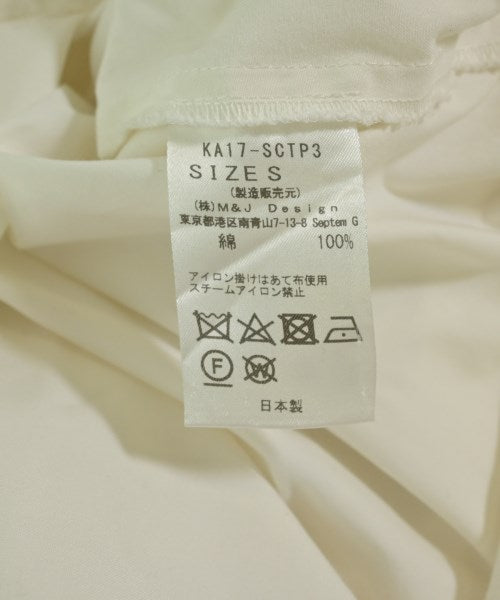 KA17-SCTP3
SIZE S
(製造販売元)
(株)M&J Design
東京都港区南青山7-13-8 Septem G
綿 100%
アイロン掛けはあて布使用
スチームアイロン禁止
F W
日本製